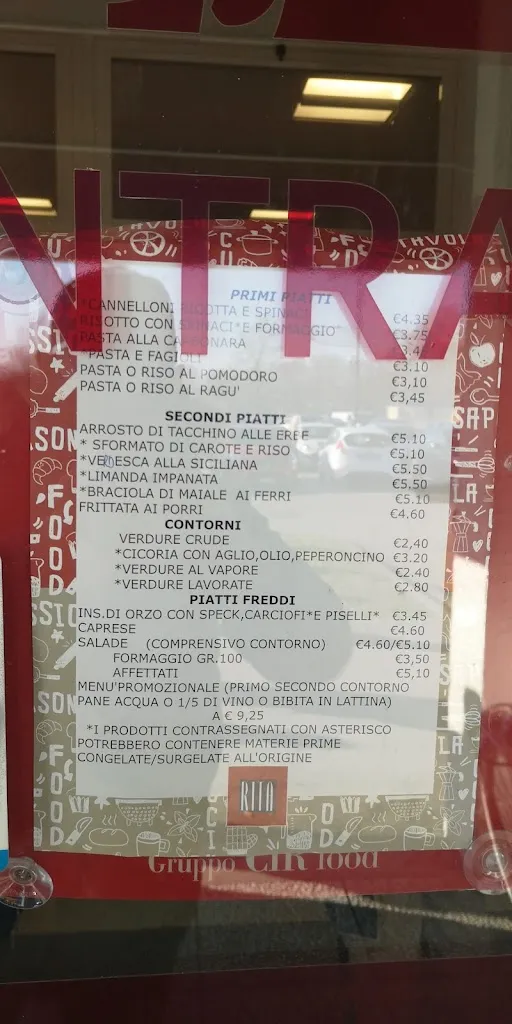 NTRA
PRIMI PIATTI
*CANNELLONI RICOTTA E SPINACI €4.35
RISOTTO CON SPINACI*E FORMAGGIO €3.75
PASTA ALLA CARBONARA
*PASTA E FAGIOLI €3.10
PASTA O RISO AL POMODORO €3,10
PASTA O RISO AL RAGU' €3,45
SECONDI PIATTI
ARROSTO DI TACCHINO ALLE ERBE €5.10
* SFORMATO DI CAROTE E RISO €5.10
ALLA SICILIANA €5.50
*LIMANDA IMPANATA €5.50
*BRACIOLA DI MAIALE AI FERRI €5.10
FRITTATA AI PORRI €4.60
CONTORNI
VERDURE CRUDE €2,40
*CICORIA CON AGLIO,OLIO,PEPERONCINO €3.20
*VERDURE AL VAPORE €2.40
*VERDURE LAVORATE €2.80
PIATTI FREDDI
INS.DI ORZO CON SPECK,CARCIOFI*E PISELLI* €3.45
CAPRESE €4.60
SALADE (COMPRENSIVO CONTORNO) €4.60/€5.10
FORMAGGIO GR.100 €3,50
AFFETTATI €5,10
MENU'PROMOZIONALE (PRIMO SECONDO CONTORNO
PANE ACQUA O 1/5 DI VINO O BIBITA IN LATTINA)
A € 9,25
*I PRODOTTI CONTRASSEGNATI CON ASTERISCO
POTREBBERO CONTENERE MATERIE PRIME
CONGELATE/SURGELATE ALL'ORIGINE
RITA
Gruppo CIR food